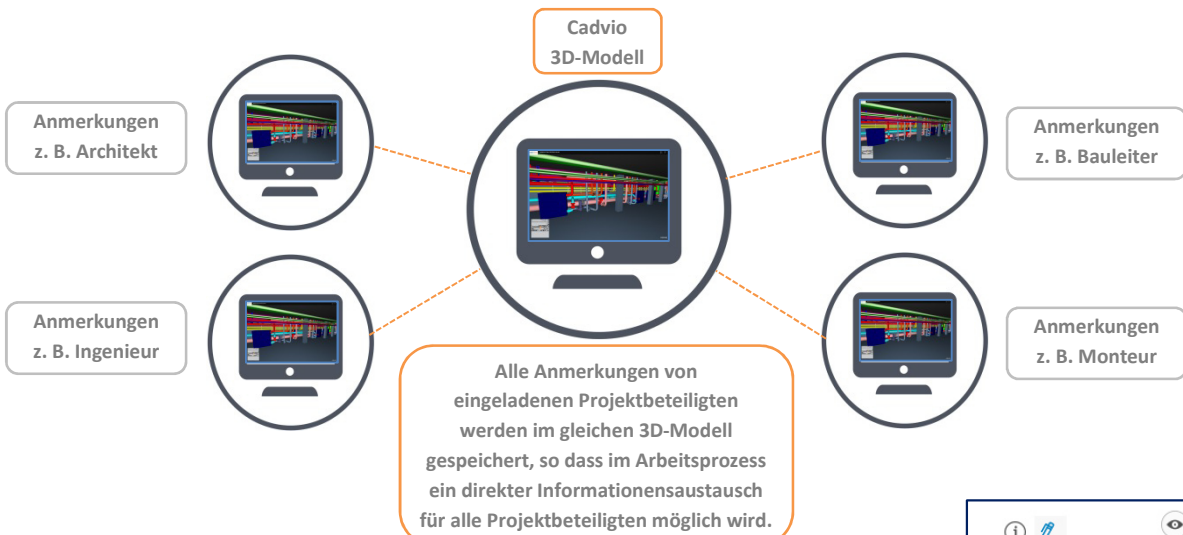 Cadvio
3D-Modell
Anmerkungen
z. B. Architekt
Anmerkungen
z. B. Bauleiter
Anmerkungen
z. B. Ingenieur
Anmerkungen
z. B. Monteur
Alle Anmerkungen von
eingeladenen Projektbeteiligten
werden im gleichen 3D-Modell
gespeichert, so dass im Arbeitsprozess
ein direkter Informationensaustausch
für alle Projektbeteiligten möglich wird.